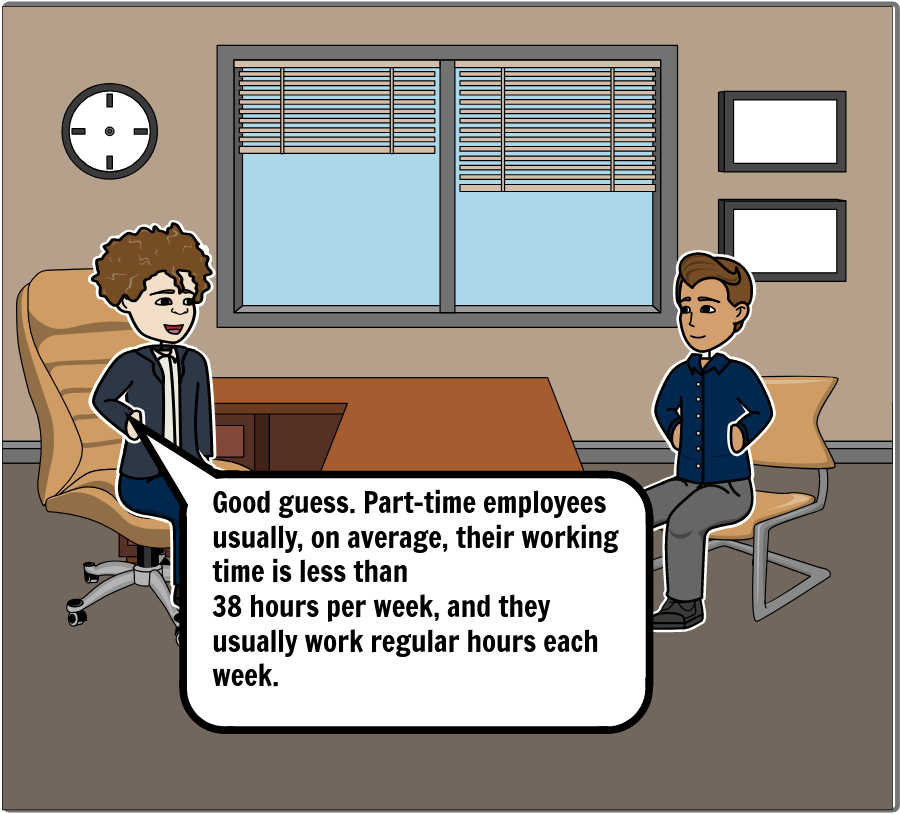 Good guess. Part-time employees
usually, on average, their working
time is less than
38 hours per week, and they
usually work regular hours each
week.